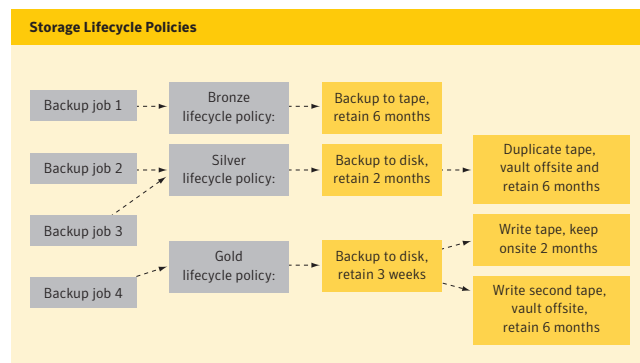 Storage Lifecycle Policies
Backup job 1
Bronze
lifecycle policy:
Backup to tape,
retain 6 months
Backup job 2
Silver
lifecycle policy:
Backup to disk,
retain 2 months
Duplicate tape,
vault offsite and
retain 6 months
Backup job 3
Backup job 4
Gold
lifecycle policy:
Backup to disk,
retain 3 weeks
Write tape, keep
onsite 2 months
Write second tape,
vault offsite,
retain 6 months